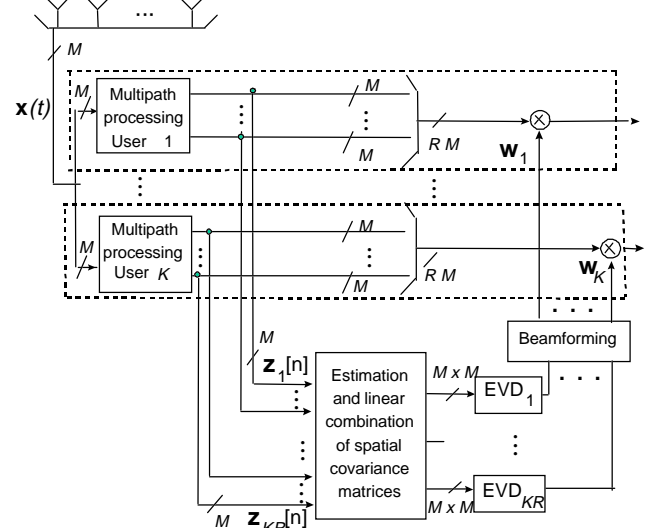 ...
M
x(t)
M
Multipath
processing
User 1
M
M
R M
w1
M
Multipath
processing
User K
M
M
R M
wK
. . .
Beamforming
M
z1[n]
Estimation
and linear
combination
of spatial
covariance
matrices
M x M
EVD1
. . .
M
zKR[n]
M x M
EVDKR